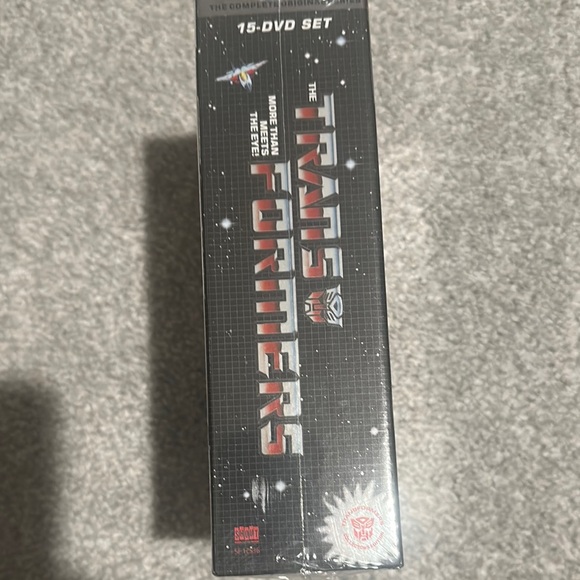 THE COMPLETE ORIGINAL SERIES
15-DVD SET
THE
TRANSFORMERS
MORE THAN
MEETS
THE EYE!